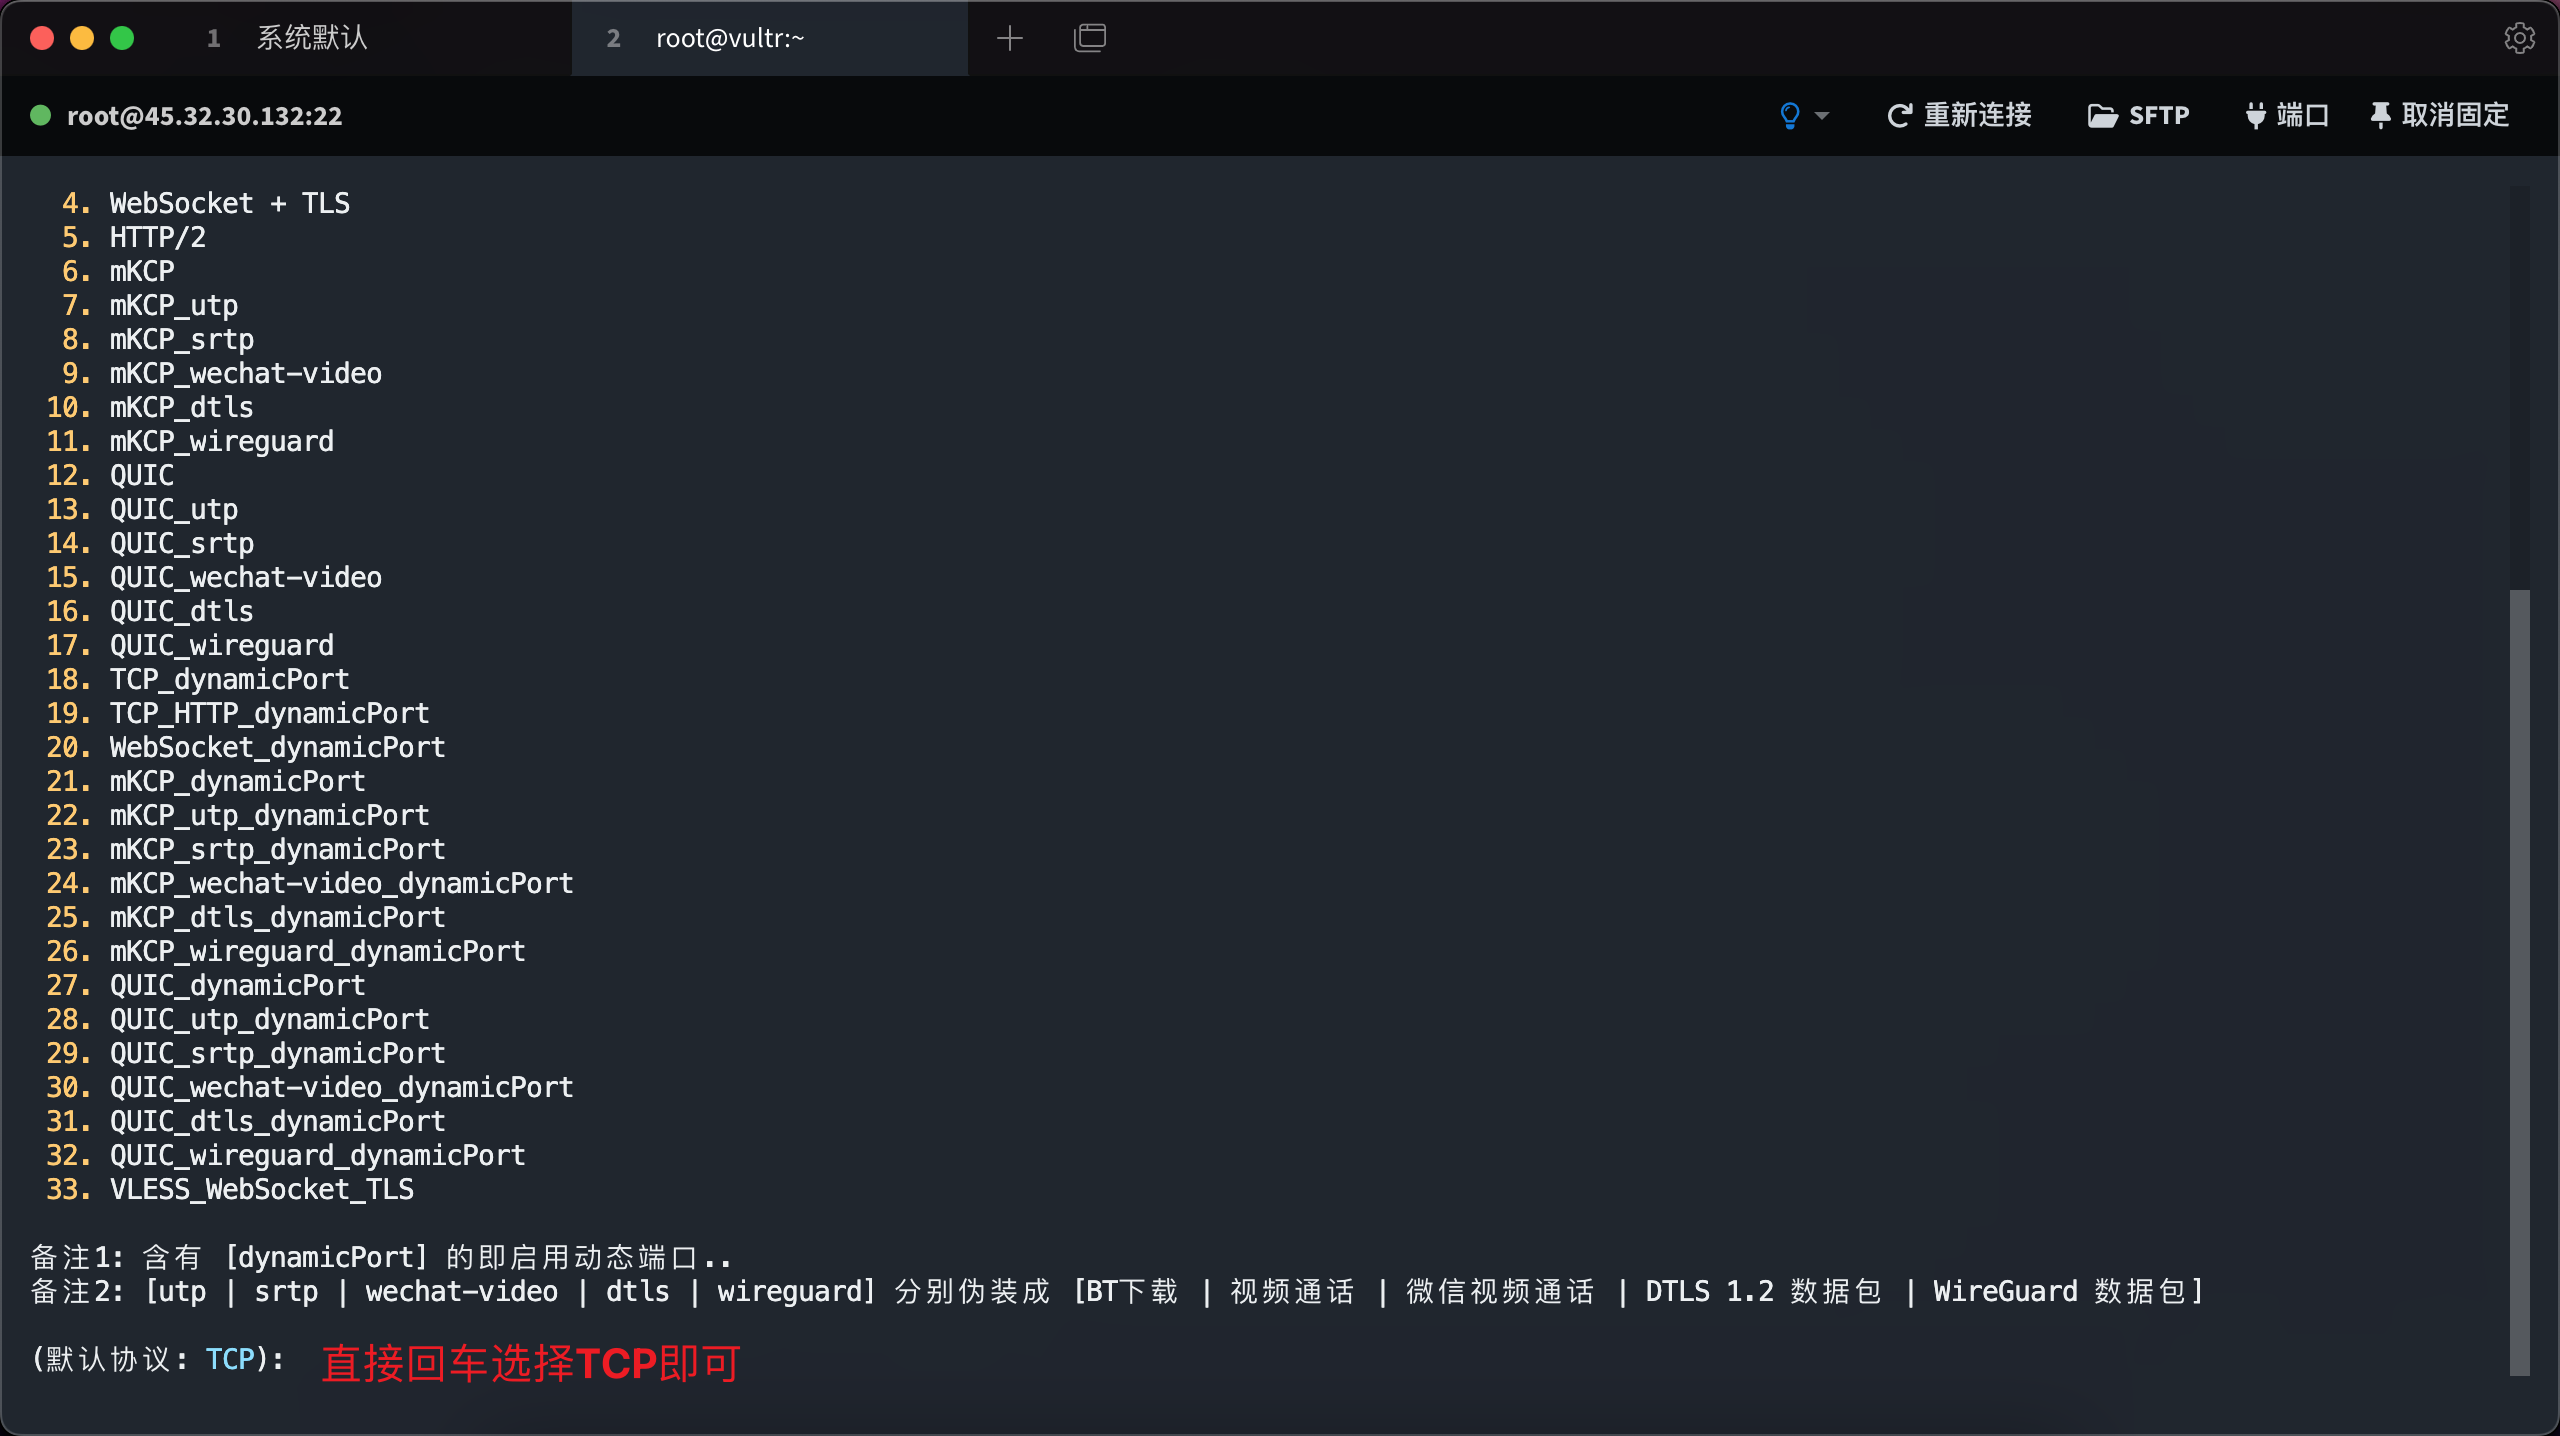 1 系统默认
2 root@vultr:~
root@45.32.30.132:22
重新连接 SFTP 端口 取消固定
4. WebSocket + TLS
5. HTTP/2
6. mKCP
7. mKCP_utp
8. mKCP_srtp
9. mKCP_wechat-video
10. mKCP_dtls
11. mKCP_wireguard
12. QUIC
13. QUIC_utp
14. QUIC_srtp
15. QUIC_wechat-video
16. QUIC_dtls
17. QUIC_wireguard
18. TCP_dynamicPort
19. TCP_HTTP_dynamicPort
20. WebSocket_dynamicPort
21. mKCP_dynamicPort
22. mKCP_utp_dynamicPort
23. mKCP_srtp_dynamicPort
24. mKCP_wechat-video_dynamicPort
25. mKCP_dtls_dynamicPort
26. mKCP_wireguard_dynamicPort
27. QUIC_dynamicPort
28. QUIC_utp_dynamicPort
29. QUIC_srtp_dynamicPort
30. QUIC_wechat-video_dynamicPort
31. QUIC_dtls_dynamicPort
32. QUIC_wireguard_dynamicPort
33. VLESS_WebSocket_TLS
备注1: 含有 [dynamicPort] 的即启用动态端口..
备注2: [utp | srtp | wechat-video | dtls | wireguard] 分别伪装成 [BT下载 | 视频通话 | 微信视频通话 | DTLS 1.2 数据包 | WireGuard 数据包]
(默认协议: TCP): 直接回车选择TCP即可